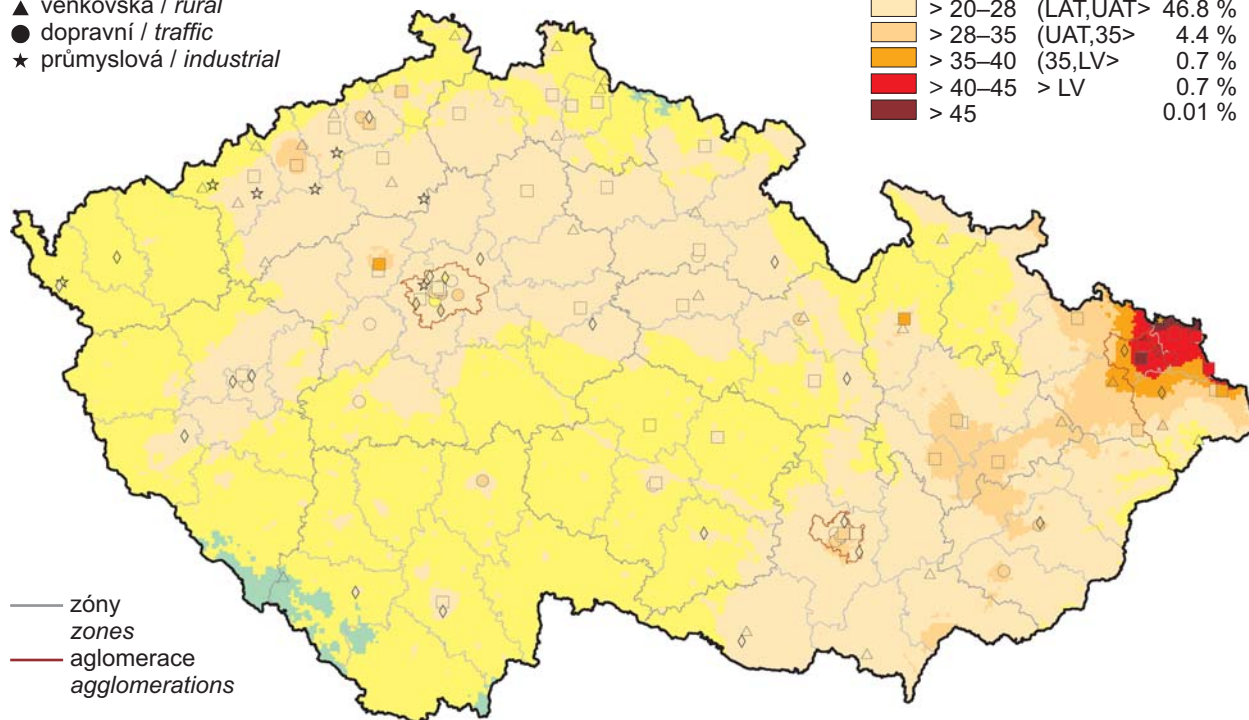 ▲ venkovská / rural
● dopravní / traffic
★ průmyslová / industrial
> 20–28 (LAT,UAT> 46.8 %
> 28–35 (UAT,35> 4.4 %
> 35–40 (35,LV> 0.7 %
> 40–45 > LV 0.7 %
> 45 0.01 %
zóny
zones
aglomerace
agglomerations